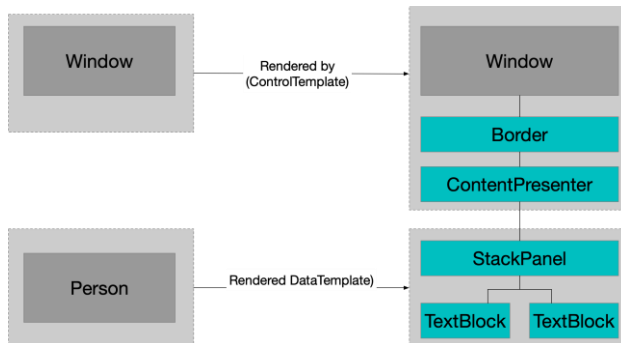 Window
Rendered by
(ControlTemplate)
Window
Border
ContentPresenter
Person
Rendered DataTemplate)
StackPanel
TextBlock
TextBlock